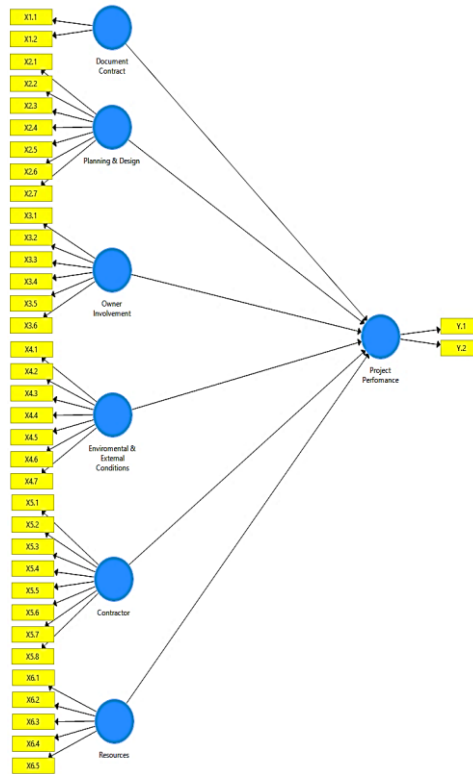 X1.1
X1.2
Document
Contract
X2.1
X2.2
X2.3
X2.4
X2.5
X2.6
X2.7
Planning & Design
X3.1
X3.2
X3.3
X3.4
X3.5
X3.6
Owner
Involvement
X4.1
X4.2
X4.3
X4.4
X4.5
X4.6
X4.7
Enviromental &
External
Conditions
X5.1
X5.2
X5.3
X5.4
X5.5
X5.6
X5.7
X5.8
Contractor
X6.1
X6.2
X6.3
X6.4
X6.5
Resources
Y.1
Y.2
Project
Perfomance